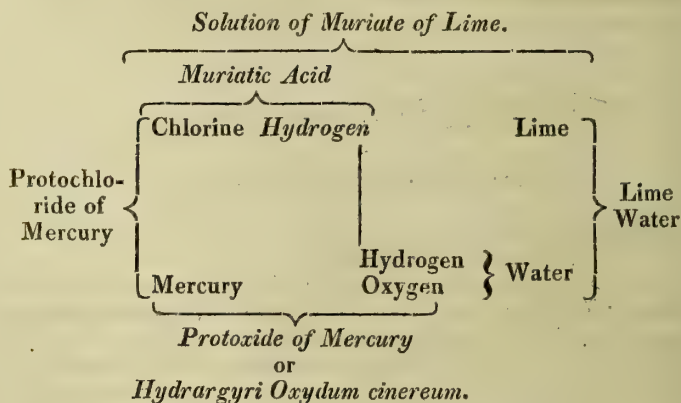 Solution of Muriate of Lime.
Muriatic Acid
Chlorine Hydrogen Lime
Protochlo-
ride of
Mercury
Lime
Water
Hydrogen
Oxygen
Water
Mercury
Protoxide of Mercury
or
Hydrargyri Oxydum cinereum.